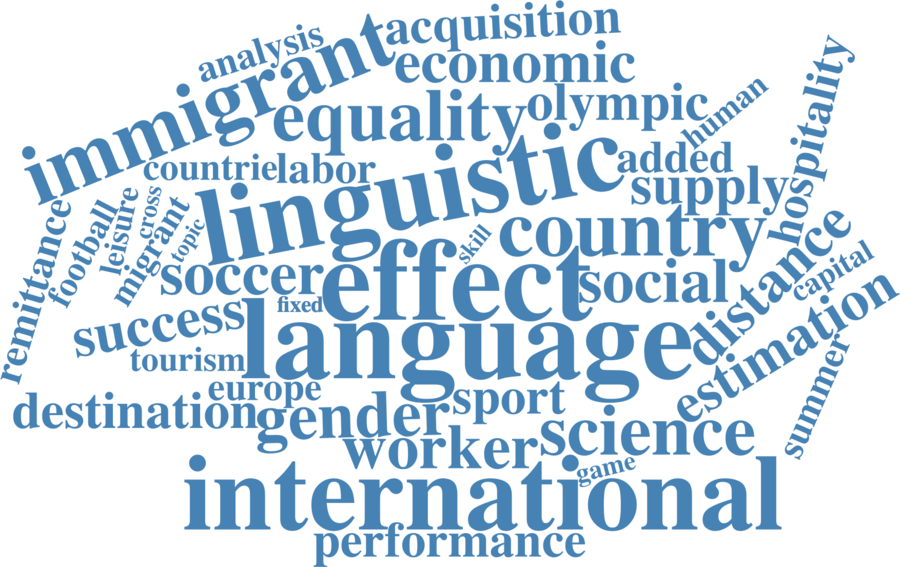 analysis
immigrant
acquisition
economic
equality
olympic
human
hospitality
countrie
labor
linguistic
added
supply
remittance
football
leisure
cross
migrant
topic
skill
country
distance
capital
soccer
effect
social
fixed
success
language
estimation
tourism
summer
europe
destination
gender
sport
worker
science
international
game
performance